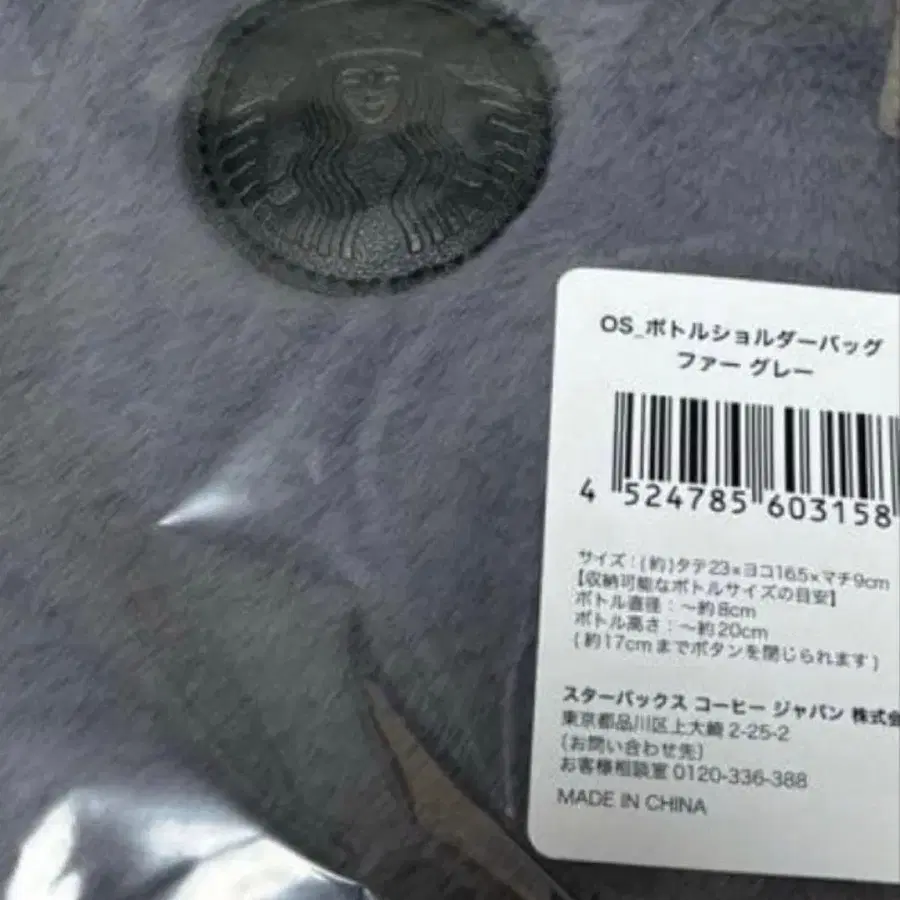 OS_ボトルショルダーバッグ
ファー グレー
4 524785 603158
サイズ：(約)タテ23×ヨコ16.5×マチ9cm
【収納可能なボトルサイズの目安】
ボトル直径：～約8cm
ボトル高さ：～約20cm
(約17cmまでボタンを閉じられます)
スターバックス コーヒー ジャパン 株式会
東京都品川区上大崎 2-25-2
(お問い合わせ先)
お客様相談室 0120-336-388
MADE IN CHINA